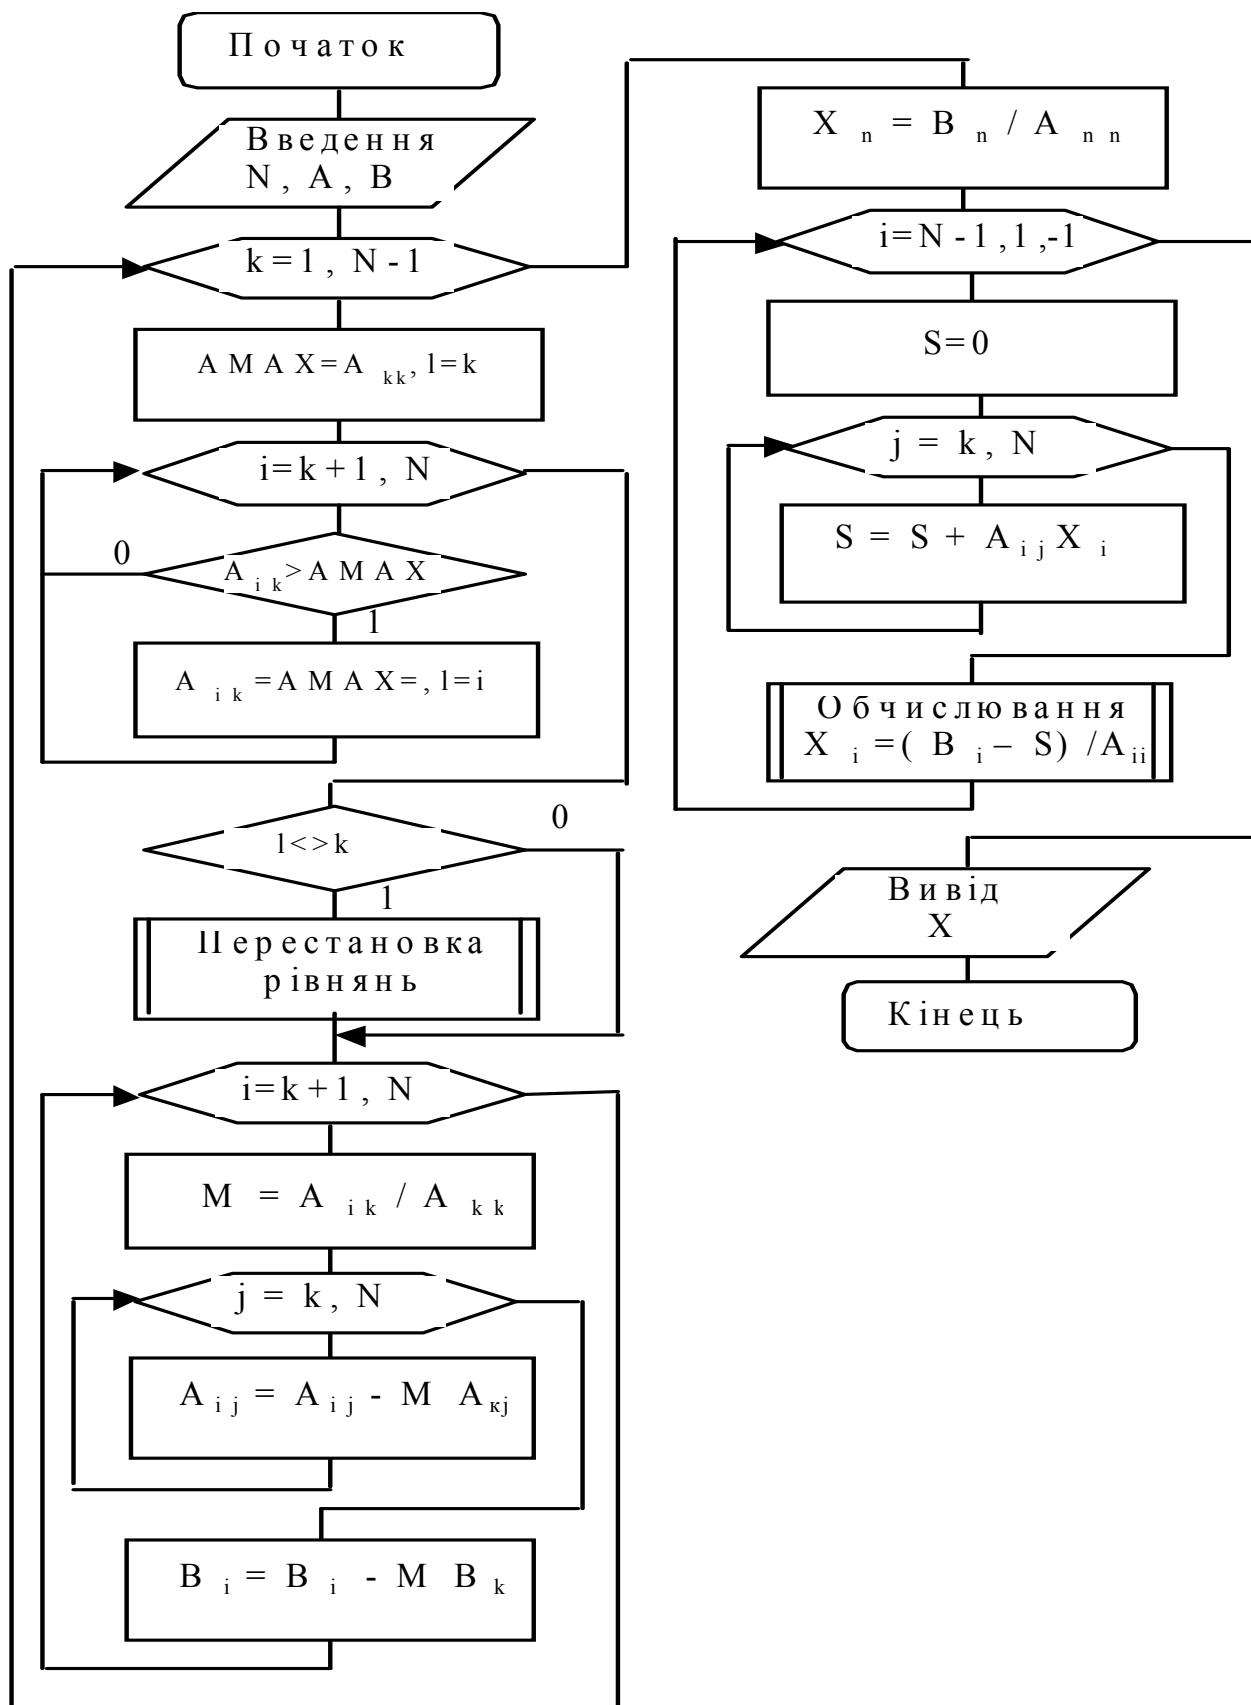 Початок
Введення
N, A, B
k=1, N-1
AMAX=A kk, l=k
i=k+1, N
0
A ik>AMAX
1
A ik=AMAX=, l=i
0
l<>k
1
Перестановка
рівнянь
i=k+1, N
M = A ik / A kk
j = k, N
A ij = A ij - M A кj
B i = B i - M B k
X n = B n / A nn
i=N-1,1,-1
S=0
j = k, N
S = S + A ij X i
Обчислювання
X i =( B i – S) /A ii
Вивід
X
Кінець